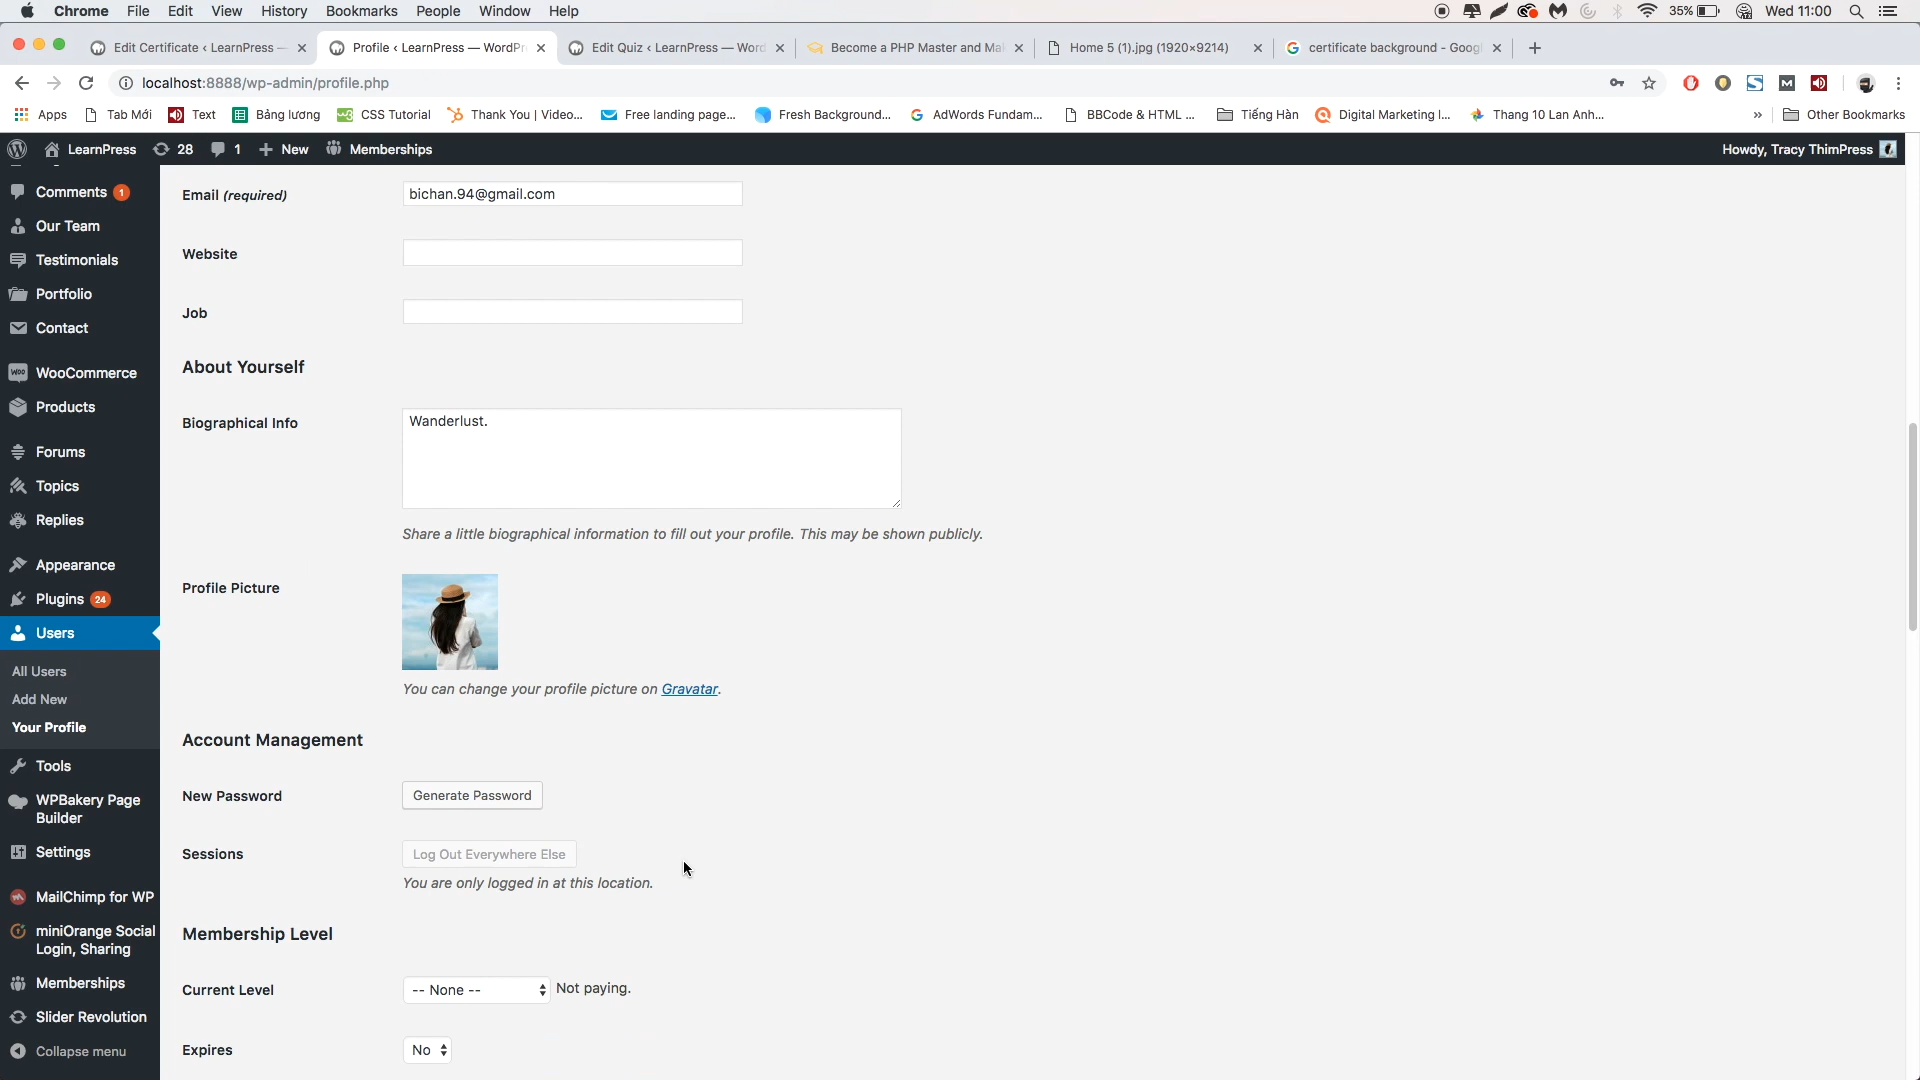 Chrome File Edit View History Bookmarks People Window Help 35% Wed 11:00
Edit Certificate ‹ LearnPress — Profile ‹ LearnPress — WordPr Edit Quiz ‹ LearnPress — Word Become a PHP Master and Mak Home 5 (1).jpg (1920×9214) certificate background - Googl
localhost:8888/wp-admin/profile.php
Apps Tab Mới Text Bảng lương CSS Tutorial Thank You | Video... Free landing page... Fresh Background... AdWords Fundam... BBCode & HTML ... Tiếng Hàn Digital Marketing I... Thang 10 Lan Anh... » Other Bookmarks
LearnPress 28 1 New Memberships Howdy, Tracy ThimPress
Comments 1
Our Team
Testimonials
Portfolio
Contact
WooCommerce
Products
Forums
Topics
Replies
Appearance
Plugins 24
Users
All Users
Add New
Your Profile
Tools
WPBakery Page
Builder
Settings
MailChimp for WP
miniOrange Social
Login, Sharing
Memberships
Slider Revolution
Collapse menu
Email (required) bichan.94@gmail.com
Website
Job
About Yourself
Biographical Info Wanderlust.
Share a little biographical information to fill out your profile. This may be shown publicly.
Profile Picture
You can change your profile picture on Gravatar.
Account Management
New Password Generate Password
Sessions Log Out Everywhere Else
You are only logged in at this location.
Membership Level
Current Level -- None -- Not paying.
Expires No